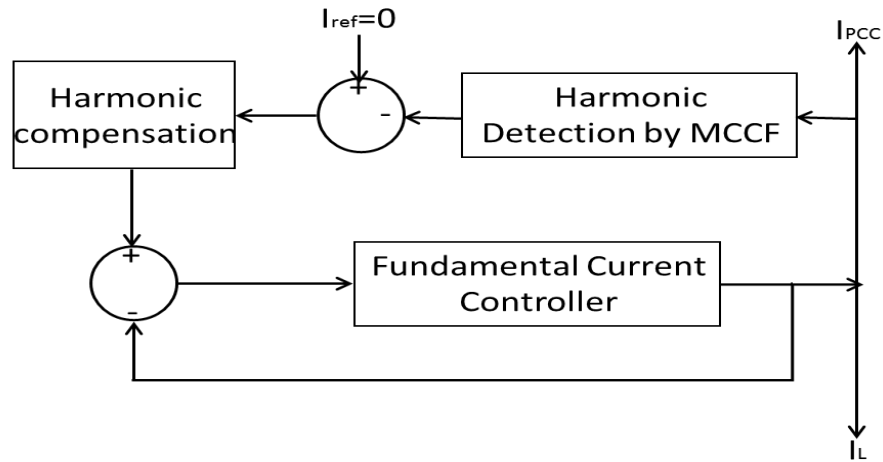 Iref=0
IPCC
Harmonic
compensation
+
-
Harmonic
Detection by MCCF
+
-
Fundamental Current
Controller
IL